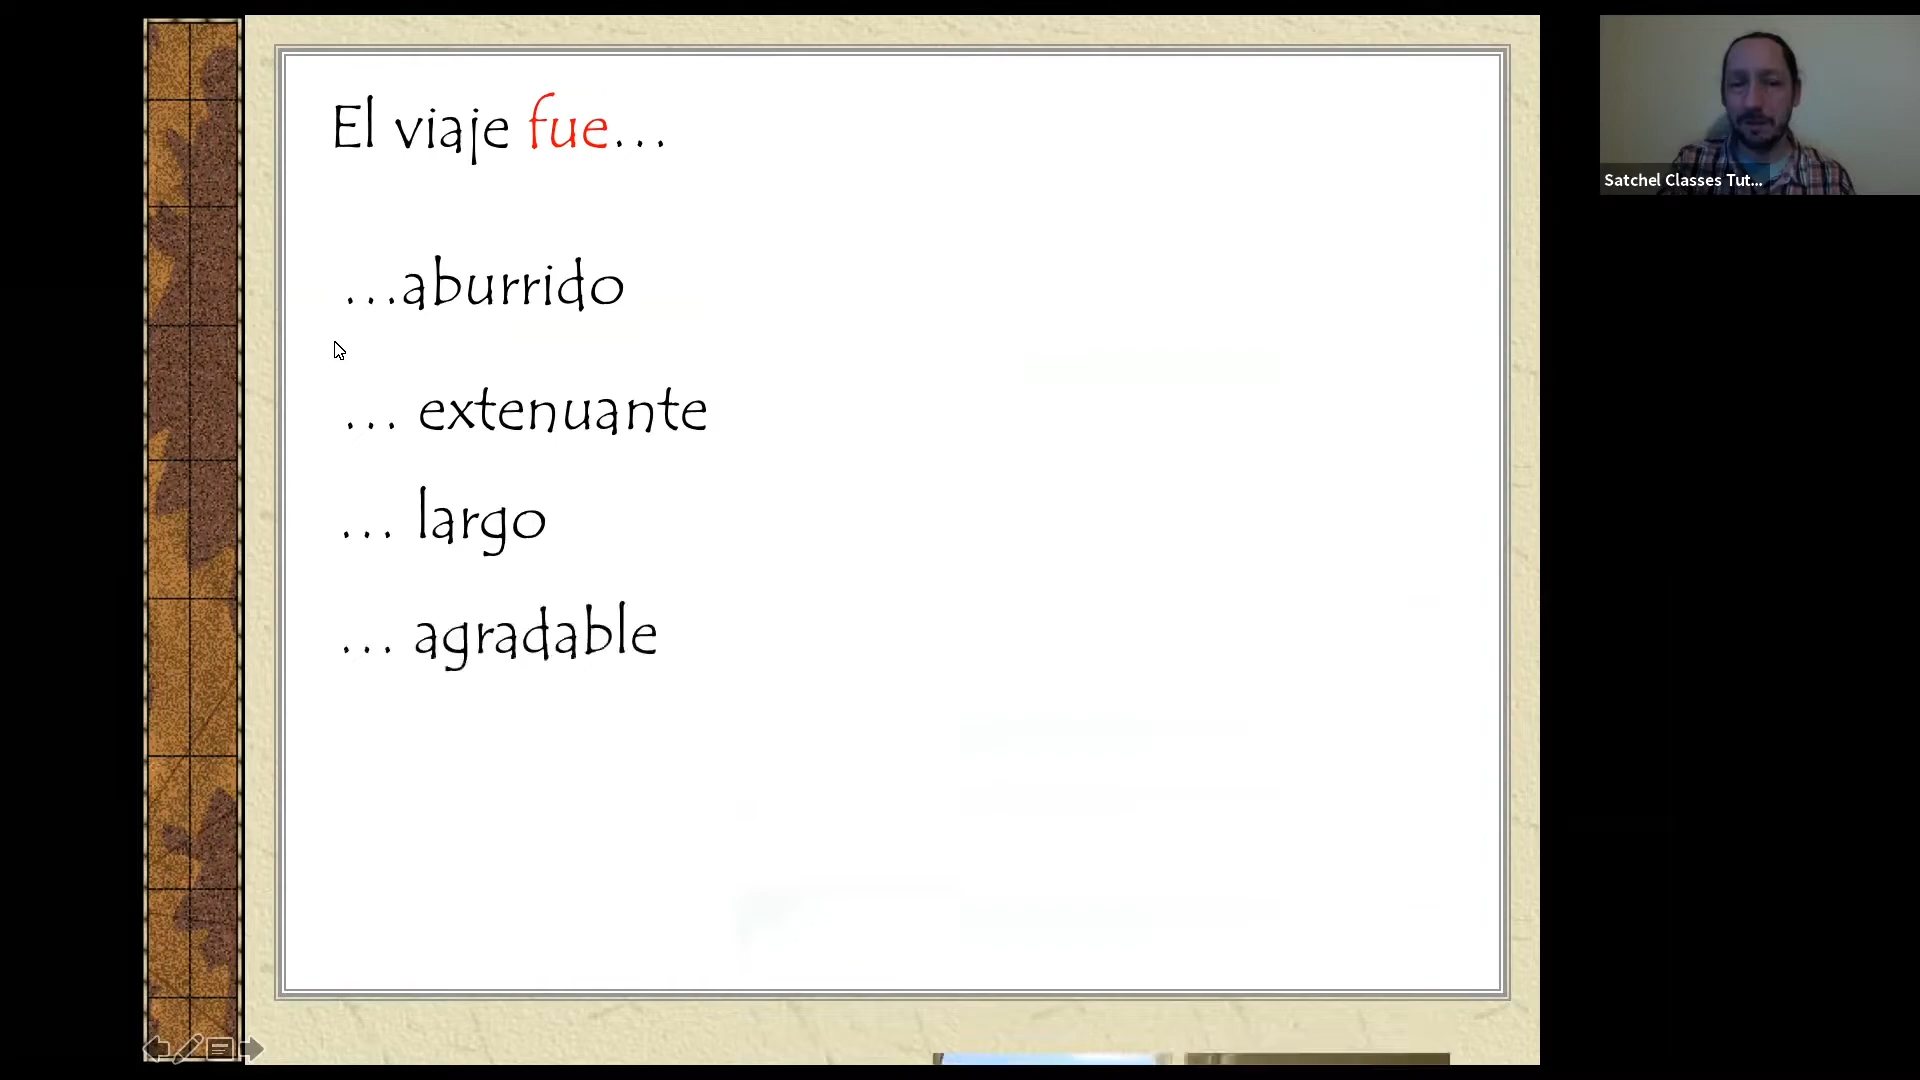 El viaje fue...
...aburrido
... extenuante
... largo
... agradable
Satchel Classes Tut...